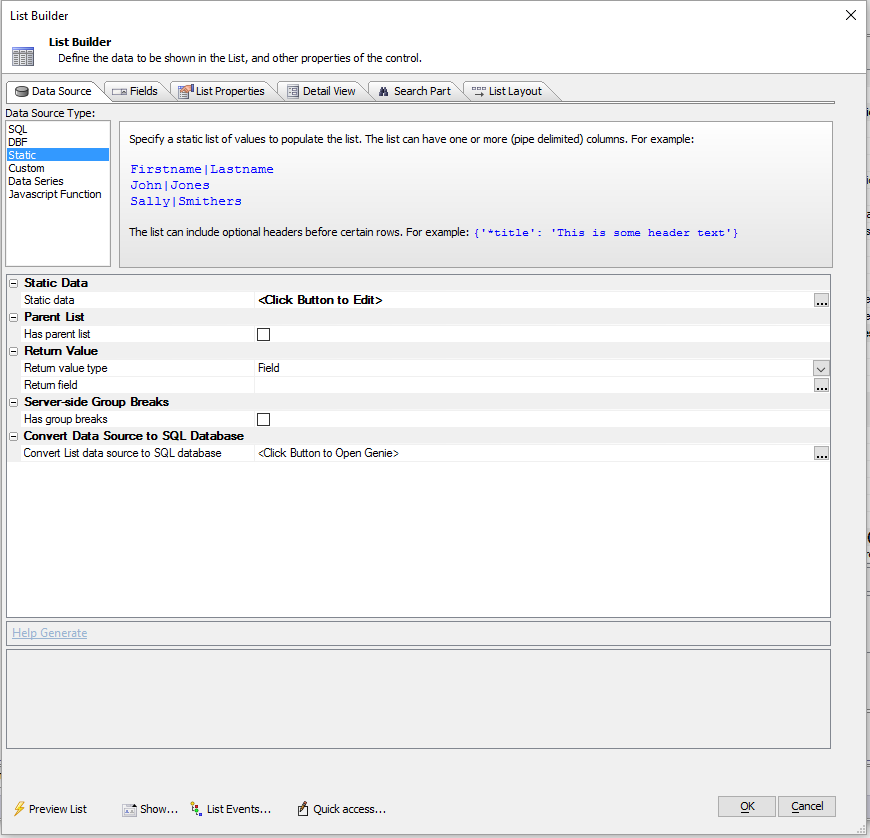 List Builder
List Builder
Define the data to be shown in the List, and other properties of the control.
Data Source Fields List Properties Detail View Search Part List Layout
Data Source Type:
SQL
DBF
Static
Custom
Data Series
Javascript Function
Specify a static list of values to populate the list. The list can have one or more (pipe delimited) columns. For example:
Firstname|Lastname
John|Jones
Sally|Smithers
The list can include optional headers before certain rows. For example: {'*title': 'This is some header text'}
Static Data
Static data <Click Button to Edit> ...
Parent List
Has parent list
Return Value
Return value type Field
Return field ...
Server-side Group Breaks
Has group breaks
Convert Data Source to SQL Database
Convert List data source to SQL database <Click Button to Open Genie> ...
Help Generate
Preview List Show... List Events... Quick access... OK Cancel